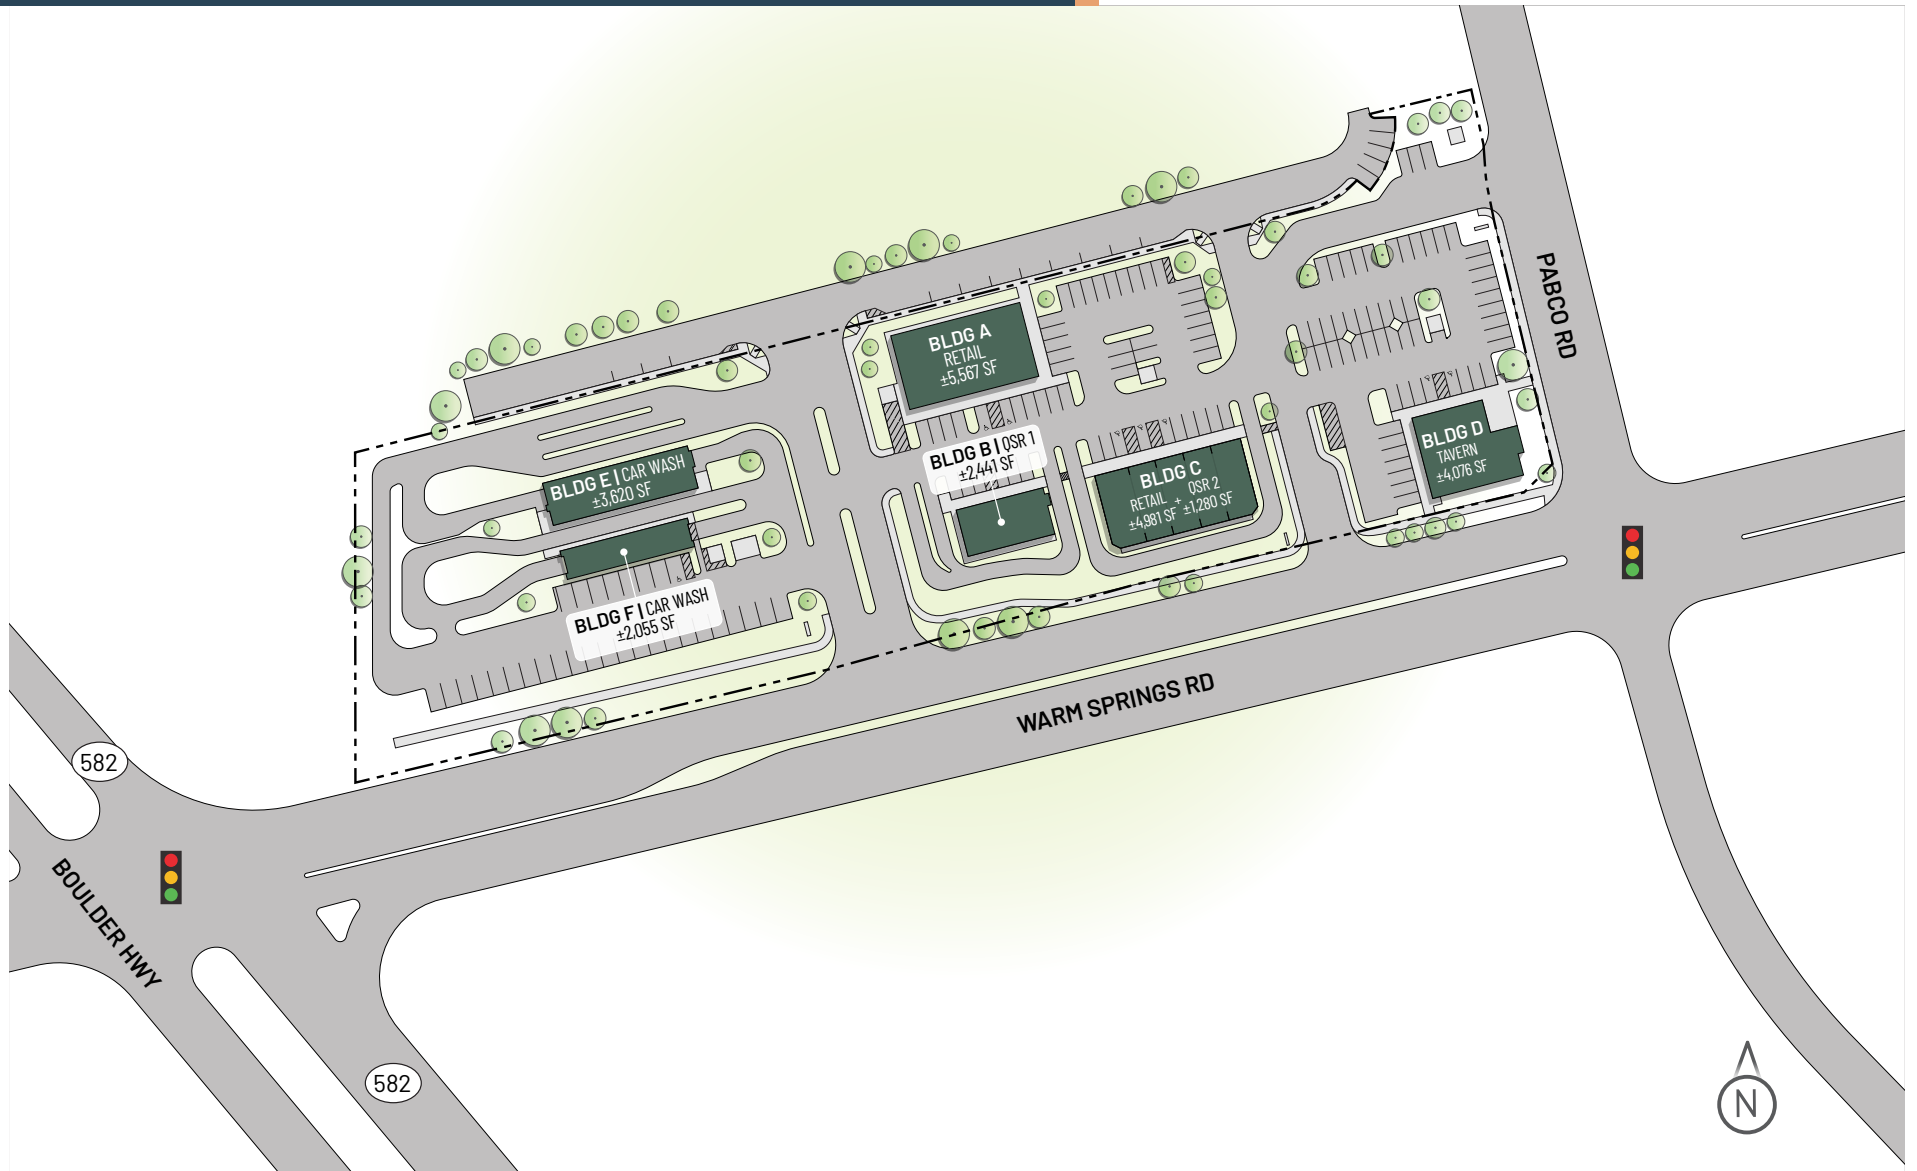 PABCO RD
BLDG A
RETAIL
±5,567 SF
BLDG B | QSR 1
±2,441 SF
BLDG C
RETAIL + QSR 2
±4,981 SF ±1,280 SF
BLDG D
TAVERN
±4,076 SF
BLDG E | CAR WASH
±3,620 SF
BLDG F | CAR WASH
±2,055 SF
WARM SPRINGS RD
582
BOULDER HWY
582
N